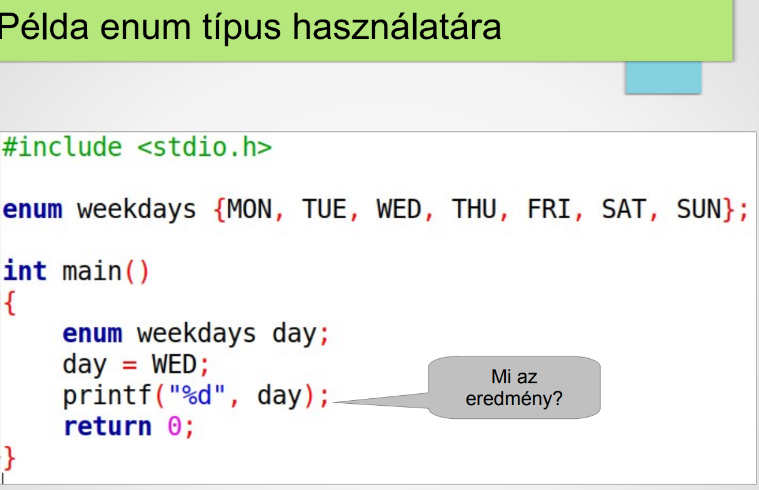 Példa enum típus használatára
#include <stdio.h>
enum weekdays {MON, TUE, WED, THU, FRI, SAT, SUN};
int main()
{
enum weekdays day;
day = WED;
printf("%d", day);
Mi az
eredmény?
return 0;
}